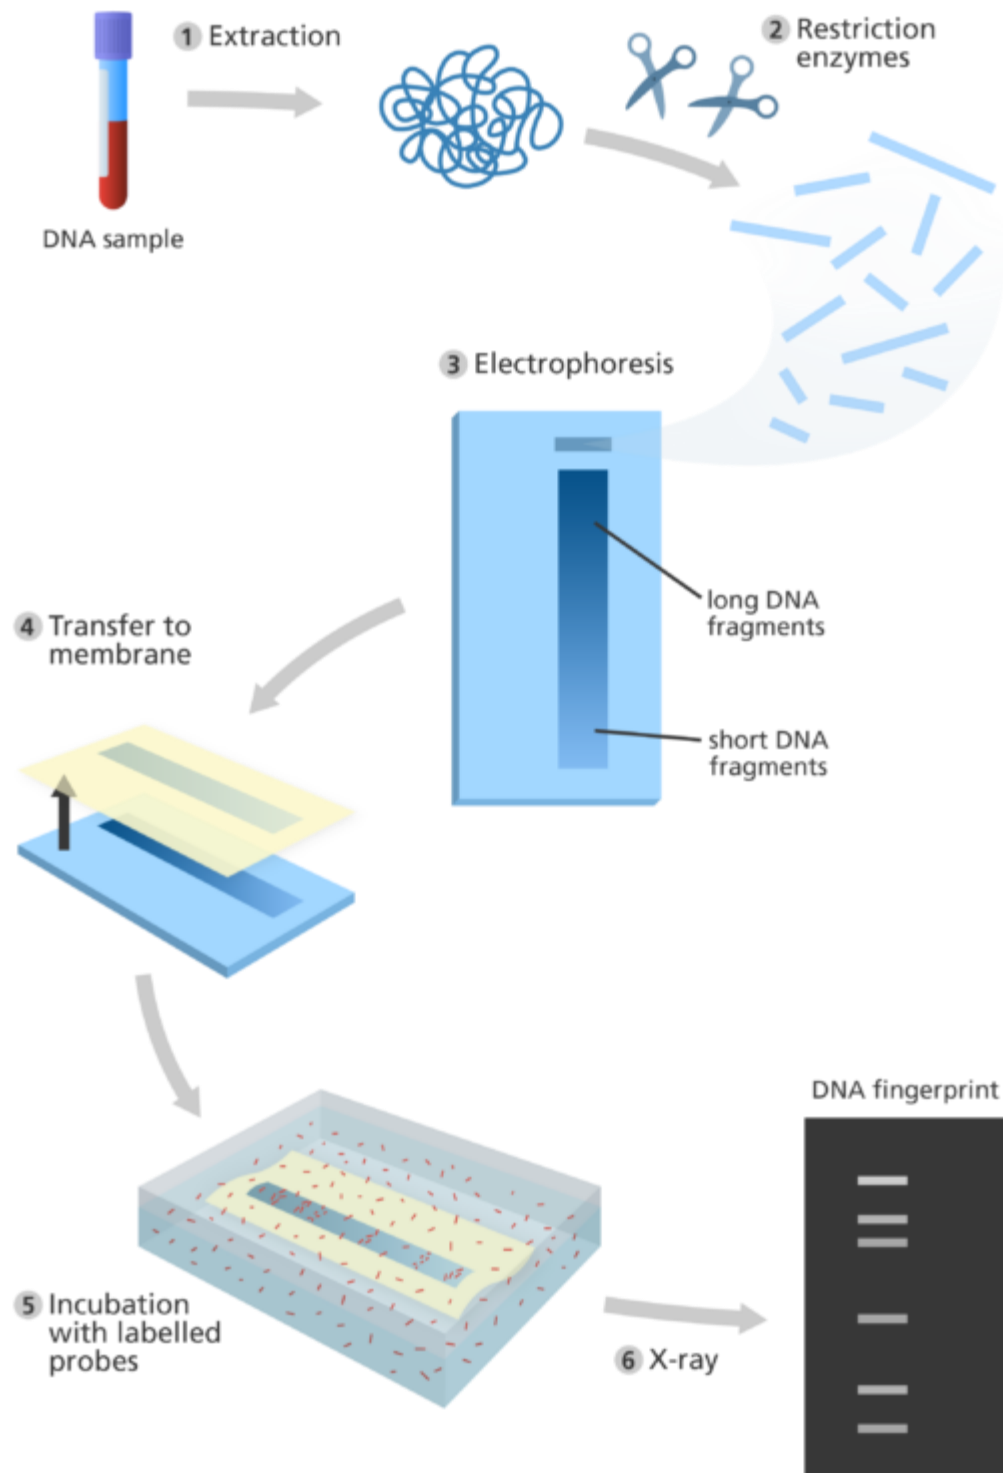 1 Extraction
2 Restriction
enzymes
DNA sample
3 Electrophoresis
long DNA
fragments
short DNA
fragments
4 Transfer to
membrane
5 Incubation
with labelled
probes
6 X-ray
DNA fingerprint